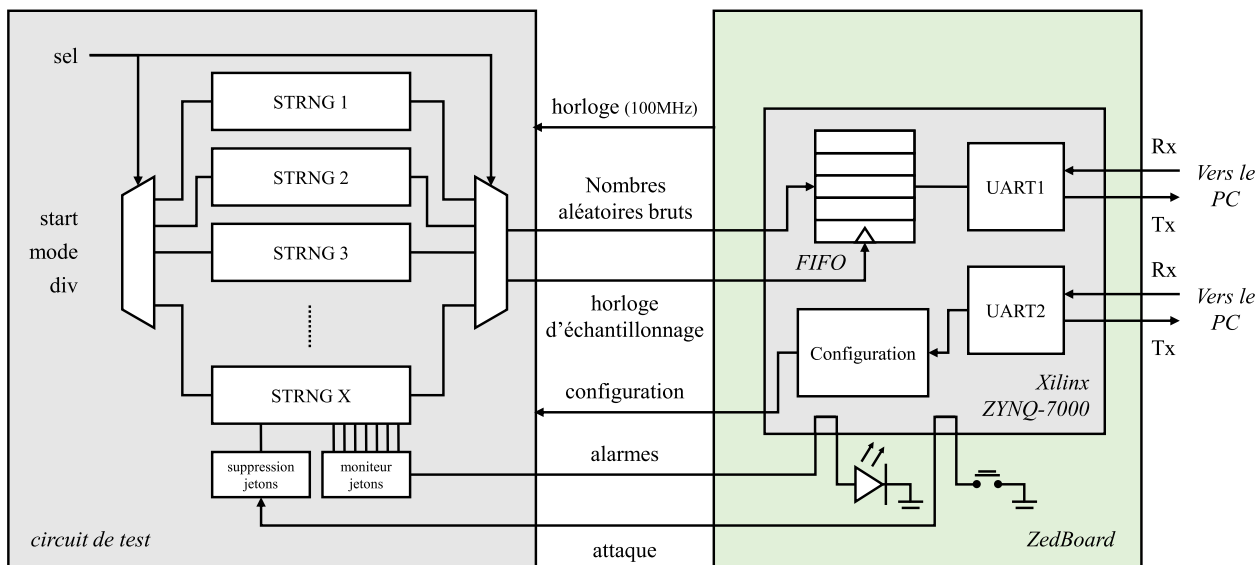 sel
STRNG 1
STRNG 2
STRNG 3
STRNG X
start
mode
div
suppression
jetons
moniteur
jetons
circuit de test
horloge (100MHz)
Nombres
aléatoires bruts
horloge
d'échantillonnage
configuration
alarmes
attaque
FIFO
UART1
UART2
Configuration
Xilinx
ZYNQ-7000
ZedBoard
Rx
Vers le
PC
Tx
Rx
Vers le
PC
Tx